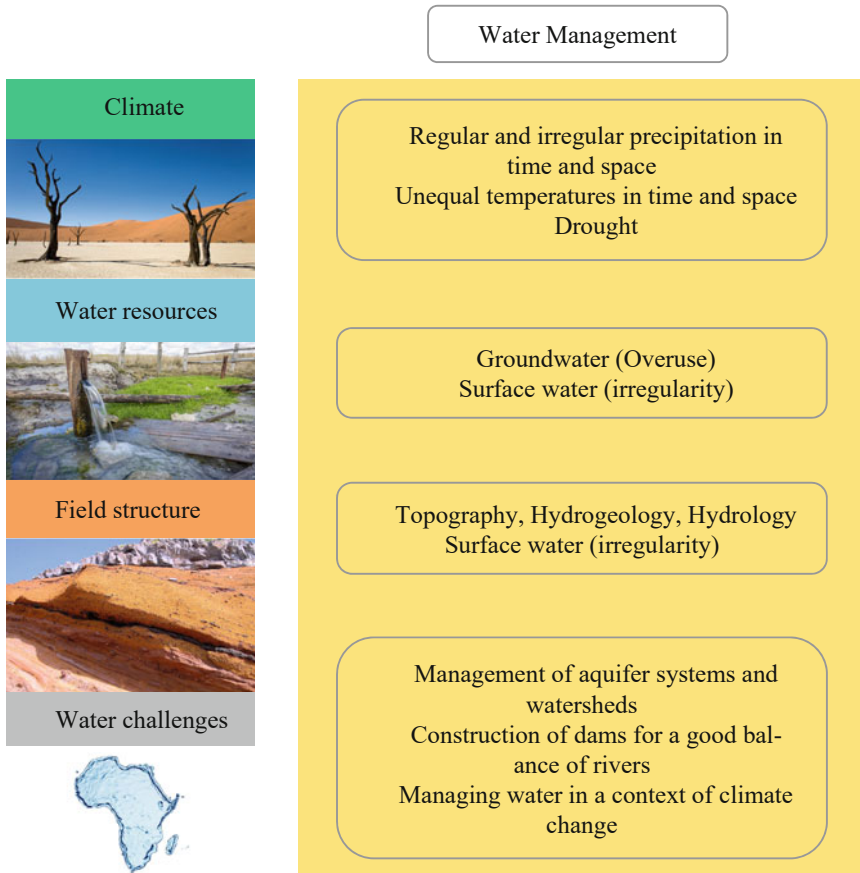 Water Management
Climate
Regular and irregular precipitation in
time and space
Unequal temperatures in time and space
Drought
Water resources
Groundwater (Overuse)
Surface water (irregularity)
Field structure
Topography, Hydrogeology, Hydrology
Surface water (irregularity)
Water challenges
Management of aquifer systems and
watersheds
Construction of dams for a good bal-
ance of rivers
Managing water in a context of climate
change